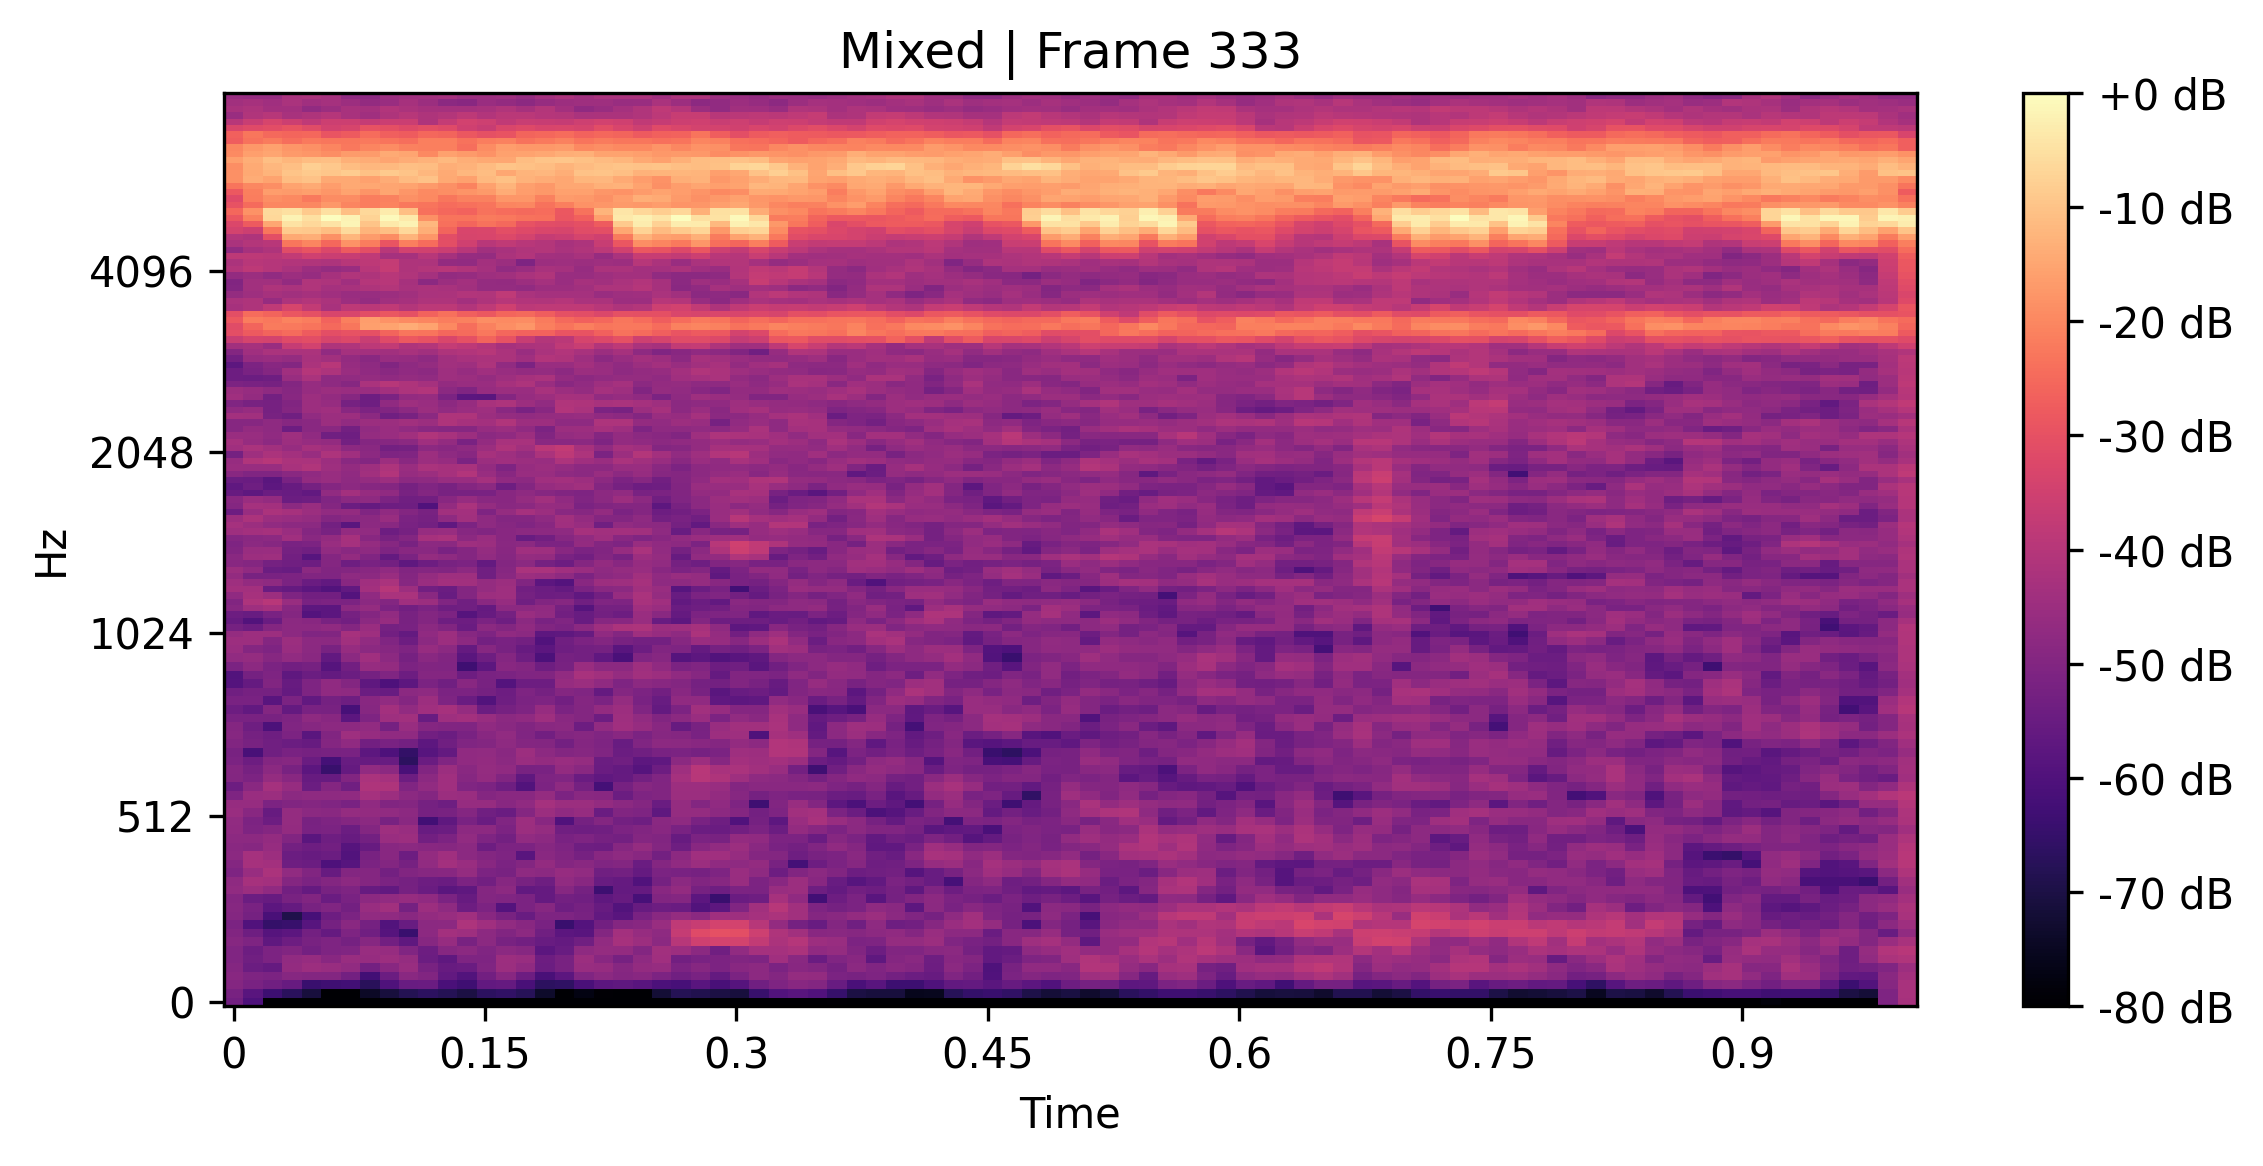 Mixed | Frame 333
+0 dB
-10 dB
-20 dB
-30 dB
-40 dB
-50 dB
-60 dB
-70 dB
-80 dB
Hz
4096
2048
1024
512
0
0 0.15 0.3 0.45 0.6 0.75 0.9
Time